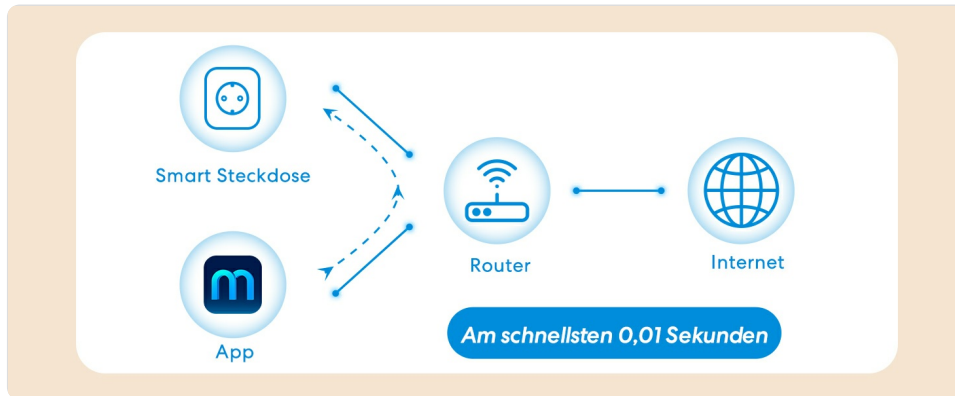 Smart Steckdose
m
App
Router
Internet
Am schnellsten 0,01 Sekunden